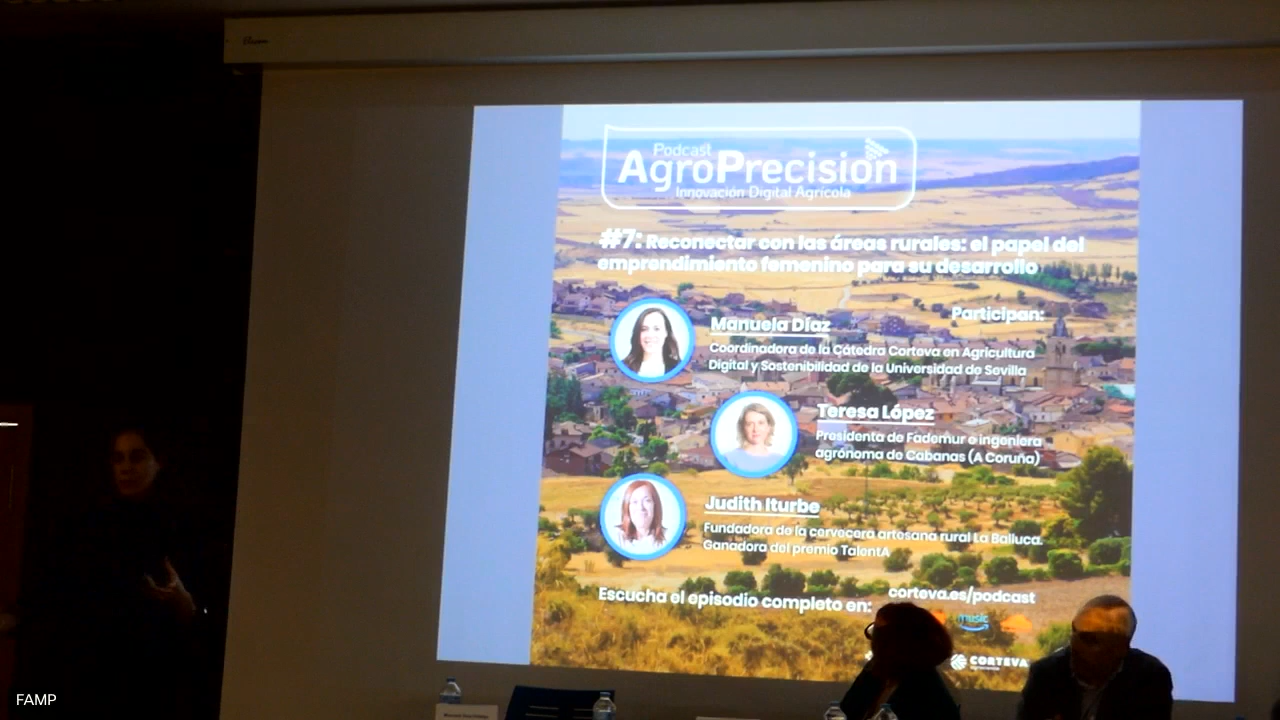 Podcast
AgroPrecision
Innovación Digital Agrícola
#7: Reconectar con las áreas rurales: el papel del
emprendimiento femenino para su desarrollo
Participan:
Manuela Díaz
Coordinadora de la Cátedra Corteva en Agricultura
Digital y Sostenibilidad de la Universidad de Sevilla
Teresa López
Presidenta de Fademur e ingeniera
agrónoma de Cabanas (A Coruña)
Judith Iturbe
Fundadora de la cervecera artesana rural La Balluca.
Ganadora del premio TalentA
Escucha el episodio completo en:
corteva.es/podcast
music
CORTEVA
FAMP